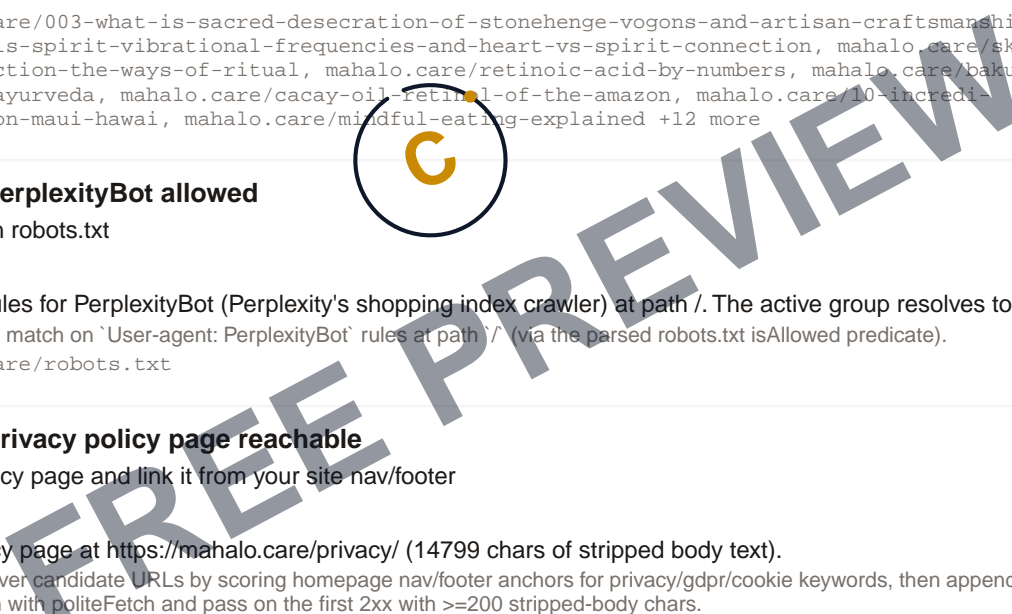 are/003-what-is-sacred-desecration-of-stonehenge-vogons-and-artisan-craftsmanshi
is-spirit-vibrational-frequencies-and-heart-vs-spirit-connection, mahalo.care/sk
ction-the-ways-of-ritual, mahalo.care/retinoic-acid-by-numbers, mahalo.care/baku
ayurveda, mahalo.care/cacay-oil-retinol-of-the-amazon, mahalo.care/10-incredi-
on-maui-hawai, mahalo.care/mindful-eating-explained +12 more
C
erplexityBot allowed
n robots.txt
ules for PerplexityBot (Perplexity's shopping index crawler) at path /. The active group resolves to
match on `User-agent: PerplexityBot` rules at path `/` (via the parsed robots.txt isAllowed predicate).
are/robots.txt
rivacy policy page reachable
cy page and link it from your site nav/footer
cy page at https://mahalo.care/privacy/ (14799 chars of stripped body text).
ver candidate URLs by scoring homepage nav/footer anchors for privacy/gdpr/cookie keywords, then append
n with politeFetch and pass on the first 2xx with >=200 stripped-body chars.
FREE PREVIEW